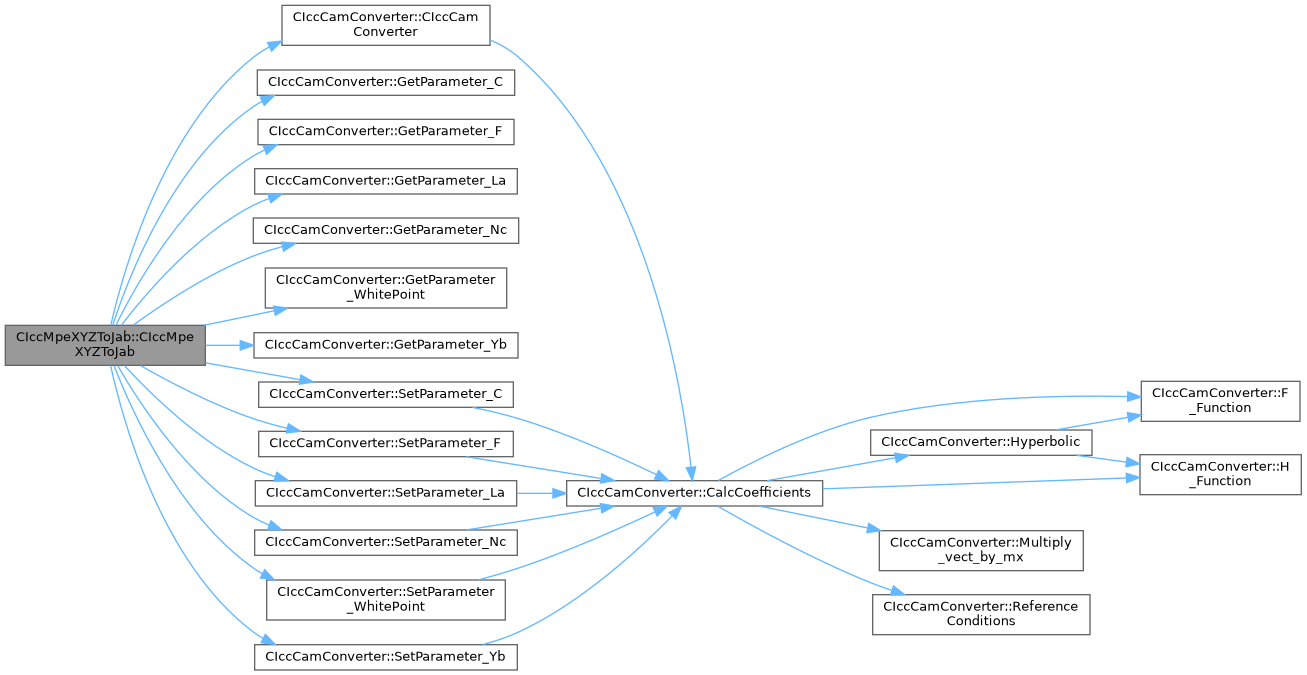 CIccCamConverter::CIccCam
Converter
CIccCamConverter::GetParameter_C
CIccCamConverter::GetParameter_F
CIccCamConverter::GetParameter_La
CIccCamConverter::GetParameter_Nc
CIccCamConverter::GetParameter
_WhitePoint
CIccMpeXYZToJab::CIccMpe
XYZToJab
CIccCamConverter::GetParameter_Yb
CIccCamConverter::SetParameter_C
CIccCamConverter::SetParameter_F
CIccCamConverter::SetParameter_La
CIccCamConverter::SetParameter_Nc
CIccCamConverter::SetParameter
_WhitePoint
CIccCamConverter::SetParameter_Yb
CIccCamConverter::CalcCoefficients
CIccCamConverter::Hyperbolic
CIccCamConverter::F
_Function
CIccCamConverter::H
_Function
CIccCamConverter::Multiply
_vect_by_mx
CIccCamConverter::Reference
Conditions